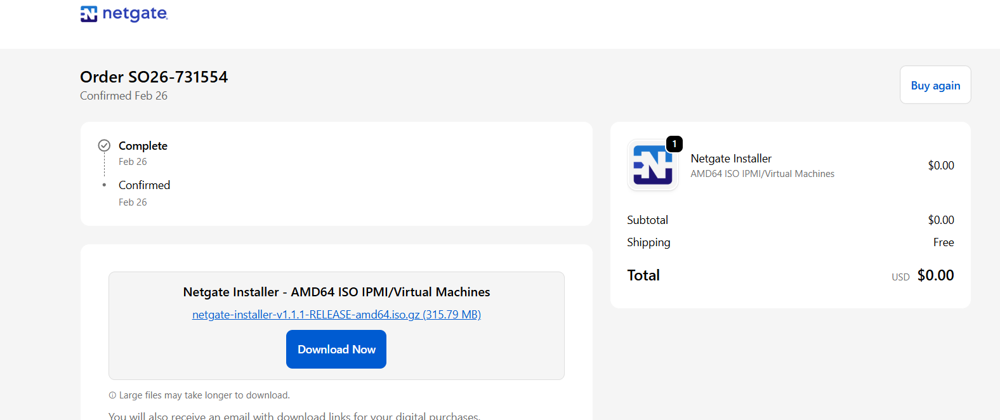 netgate
Order SO26-731554
Confirmed Feb 26
Buy again
Complete
Feb 26
Confirmed
Feb 26
Netgate Installer - AMD64 ISO IPMI/Virtual Machines
netgate-installer-v1.1.1-RELEASE-amd64.iso.gz (315.79 MB)
Download Now
Large files may take longer to download.
You will also receive an email with download links for your digital purchases.
1
Netgate Installer
AMD64 ISO IPMI/Virtual Machines
$0.00
Subtotal $0.00
Shipping Free
Total USD $0.00